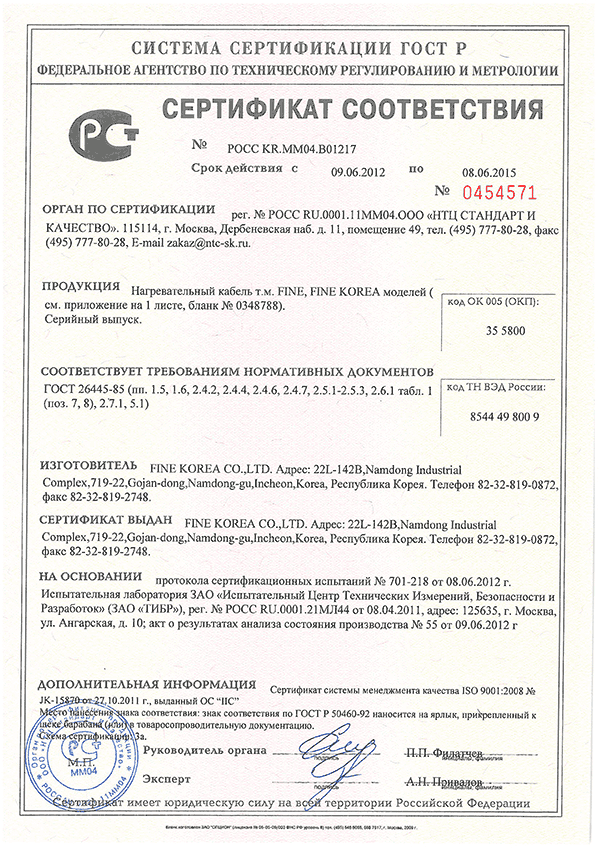 СИСТЕМА СЕРТИФИКАЦИИ ГОСТ Р
ФЕДЕРАЛЬНОЕ АГЕНТСТВО ПО ТЕХНИЧЕСКОМУ РЕГУЛИРОВАНИЮ И МЕТРОЛОГИИ
СЕРТИФИКАТ СООТВЕТСТВИЯ
№ РОСС KR.MM04.B01217
Срок действия с 09.06.2012 по 08.06.2015
№ 0454571
ОРГАН ПО СЕРТИФИКАЦИИ рег. № РОСС RU.0001.11ММ04.ООО «НТЦ СТАНДАРТ И
КАЧЕСТВО». 115114, г. Москва, Дербеневская наб. д. 11, помещение 49, тел. (495) 777-80-28, факс
(495) 777-80-28, E-mail zakaz@ntc-sk.ru.
ПРОДУКЦИЯ Нагревательный кабель т.м. FINE, FINE KOREA моделей (
см. приложение на 1 листе, бланк № 0348788).
Серийный выпуск.
код ОК 005 (ОКП):
35 5800
СООТВЕТСТВУЕТ ТРЕБОВАНИЯМ НОРМАТИВНЫХ ДОКУМЕНТОВ
ГОСТ 26445-85 (пп. 1.5, 1.6, 2.4.2, 2.4.4, 2.4.6, 2.4.7, 2.5.1-2.5.3, 2.6.1 табл. 1
(поз. 7, 8), 2.7.1, 5.1)
код ТН ВЭД России:
8544 49 800 9
ИЗГОТОВИТЕЛЬ FINE KOREA CO.,LTD. Адрес: 22L-142B,Namdong Industrial
Complex,719-22,Gojan-dong,Namdong-gu,Incheon,Korea, Республика Корея. Телефон 82-32-819-0872,
факс 82-32-819-2748.
СЕРТИФИКАТ ВЫДАН FINE KOREA CO.,LTD. Адрес: 22L-142B,Namdong Industrial
Complex,719-22,Gojan-dong,Namdong-gu,Incheon,Korea, Республика Корея. Телефон 82-32-819-0872,
факс 82-32-819-2748.
НА ОСНОВАНИИ протокола сертификационных испытаний № 701-218 от 08.06.2012 г.
Испытательная лаборатория ЗАО «Испытательный Центр Технических Измерений, Безопасности и
Разработок» (ЗАО «ТИБР»), рег. № РОСС RU.0001.21МЛ44 от 08.04.2011, адрес: 125635, г. Москва,
ул. Ангарская, д. 10; акт о результатах анализа состояния производства № 55 от 09.06.2012 г
ДОПОЛНИТЕЛЬНАЯ ИНФОРМАЦИЯ Сертификат системы менеджмента качества ISO 9001:2008 №
JK-15870 от 27.10.2011 г., выданный ОС "ПС"
Место нанесения знака соответствия: знак соответствия по ГОСТ Р 50460-92 наносится на ярлык, прикрепленный к
щеке барабана (или) в товаросопроводительную документацию.
Схема сертификации: 3а.
М.П.
ММ04
Руководитель органа
подпись
П.П. Филатчев
инициалы, фамилия
Эксперт
подпись
А.Н. Привалов
инициалы, фамилия
Сертификат имеет юридическую силу на всей территории Российской Федерации